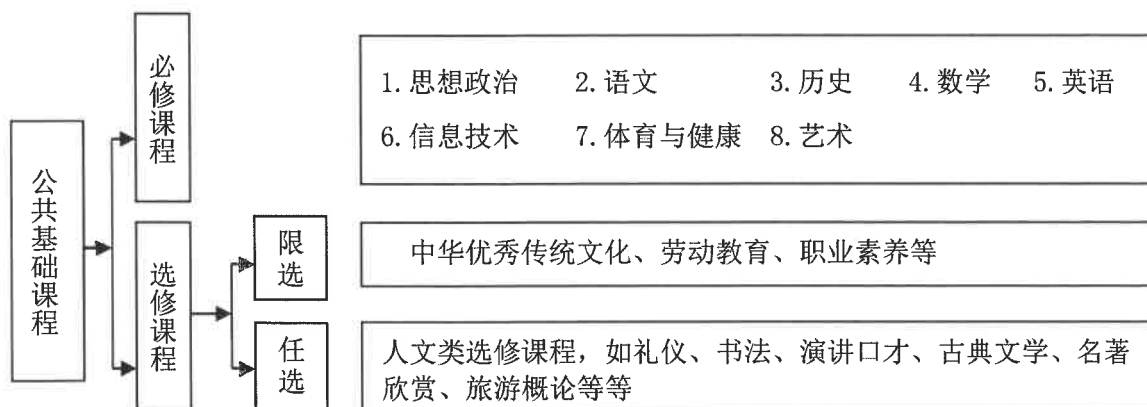 公共基础课程
必修课程
1.思想政治 2.语文 3.历史 4.数学 5.英语
6.信息技术 7.体育与健康 8.艺术
选修课程
限选
中华优秀传统文化、劳动教育、职业素养等
任选
人文类选修课程，如礼仪、书法、演讲口才、古典文学、名著
欣赏、旅游概论等等